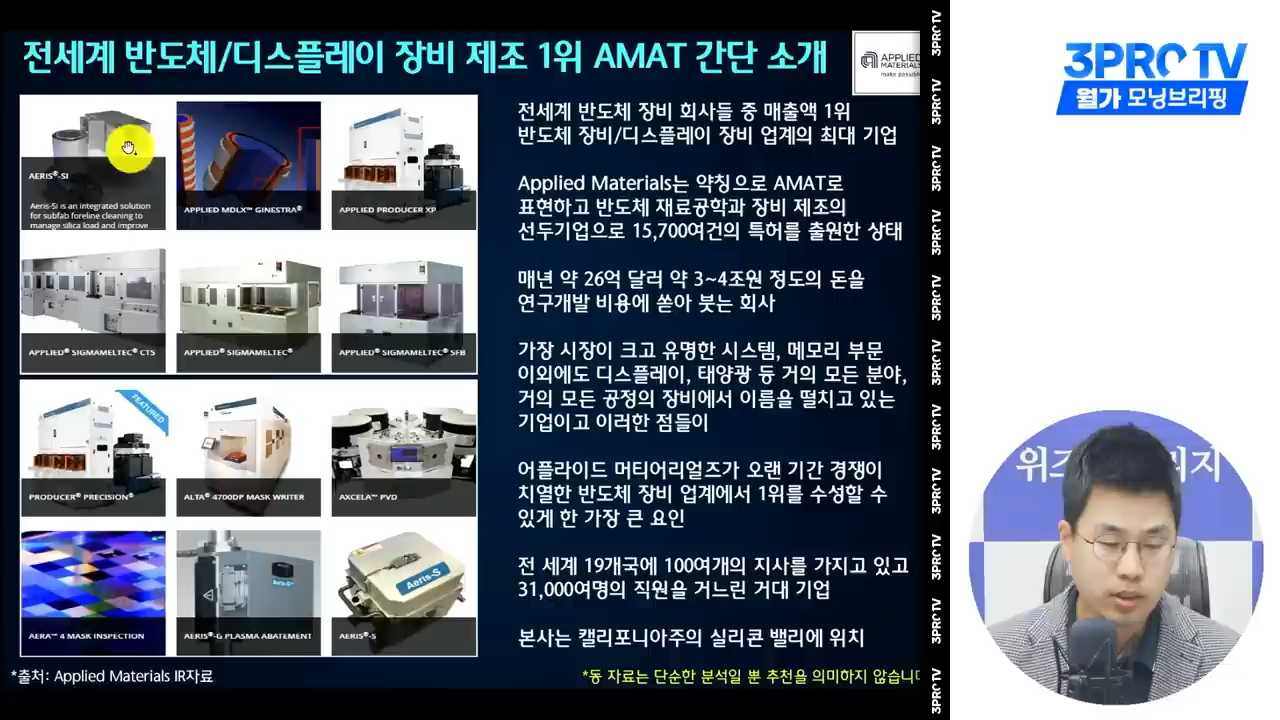 전세계 반도체/디스플레이 장비 제조 1위 AMAT 간단 소개
APPLIED
MATERIALS
make possible
AERIS®-SI
Aeris-Si is an integrated solution
for subfab foreline cleaning to
manage silica load and improve
APPLIED MDLX™ GINESTRA®
APPLIED PRODUCER XP
APPLIED® SIGMAMELTEC® CTS
APPLIED® SIGMAMELTEC®
APPLIED® SIGMAMELTEC® SFB
FEATURED
PRODUCER® PRECISION®
ALTA® 4700DP MASK WRITER
AXCELA™ PVD
AERA™ 4 MASK INSPECTION
AERIS®-G PLASMA ABATEMENT
Aeris-S
AERIS®-S
전세계 반도체 장비 회사들 중 매출액 1위
반도체 장비/디스플레이 장비 업계의 최대 기업
Applied Materials는 약칭으로 AMAT로
표현하고 반도체 재료공학과 장비 제조의
선두기업으로 15,700여건의 특허를 출원한 상태
매년 약 26억 달러 약 3~4조원 정도의 돈을
연구개발 비용에 쏟아 붓는 회사
가장 시장이 크고 유명한 시스템, 메모리 부문
이외에도 디스플레이, 태양광 등 거의 모든 분야,
거의 모든 공정의 장비에서 이름을 떨치고 있는
기업이고 이러한 점들이
어플라이드 머티어리얼즈가 오랜 기간 경쟁이
치열한 반도체 장비 업계에서 1위를 수성할 수
있게 한 가장 큰 요인
전 세계 19개국에 100여개의 지사를 가지고 있고
31,000여명의 직원을 거느린 거대 기업
본사는 캘리포니아주의 실리콘 밸리에 위치
*출처: Applied Materials IR자료
*동 자료는 단순한 분석일 뿐 추천을 의미하지 않습니다
3PROTV
3PROTV
3PROTV
3PROTV
3PROTV
3PROTV
3PROTV
3PROTV
3PROTV
3PROTV
3PROTV
3PRO TV
월가 모닝브리핑
위즈
리지